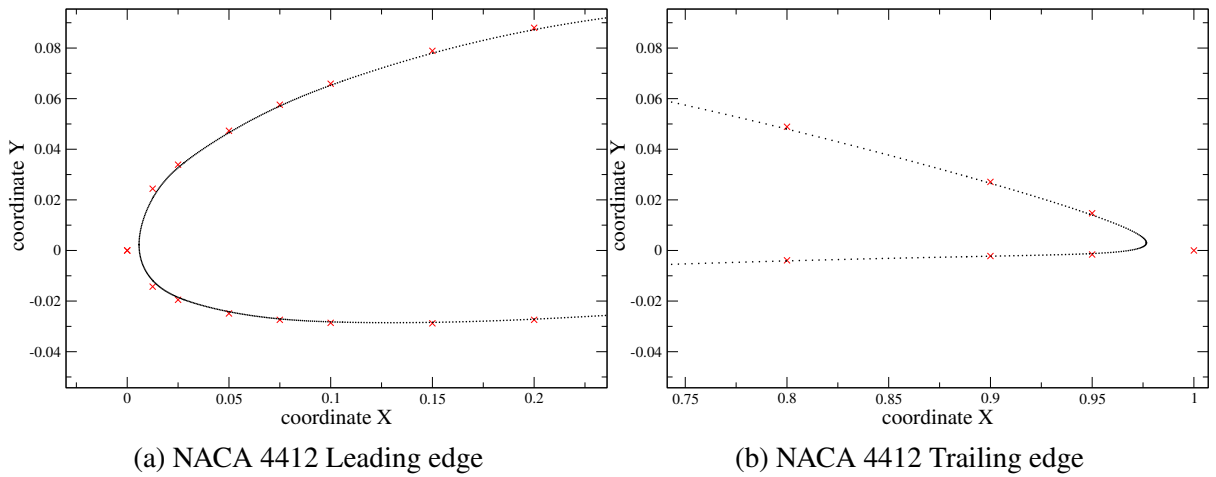 0.08
0.06
0.04
0.02
0
-0.02
-0.04
coordinate Y
0 0.05 0.1 0.15 0.2
coordinate X
(a) NACA 4412 Leading edge
0.08
0.06
0.04
0.02
0
-0.02
-0.04
coordinate Y
0.75 0.8 0.85 0.9 0.95 1
coordinate X
(b) NACA 4412 Trailing edge